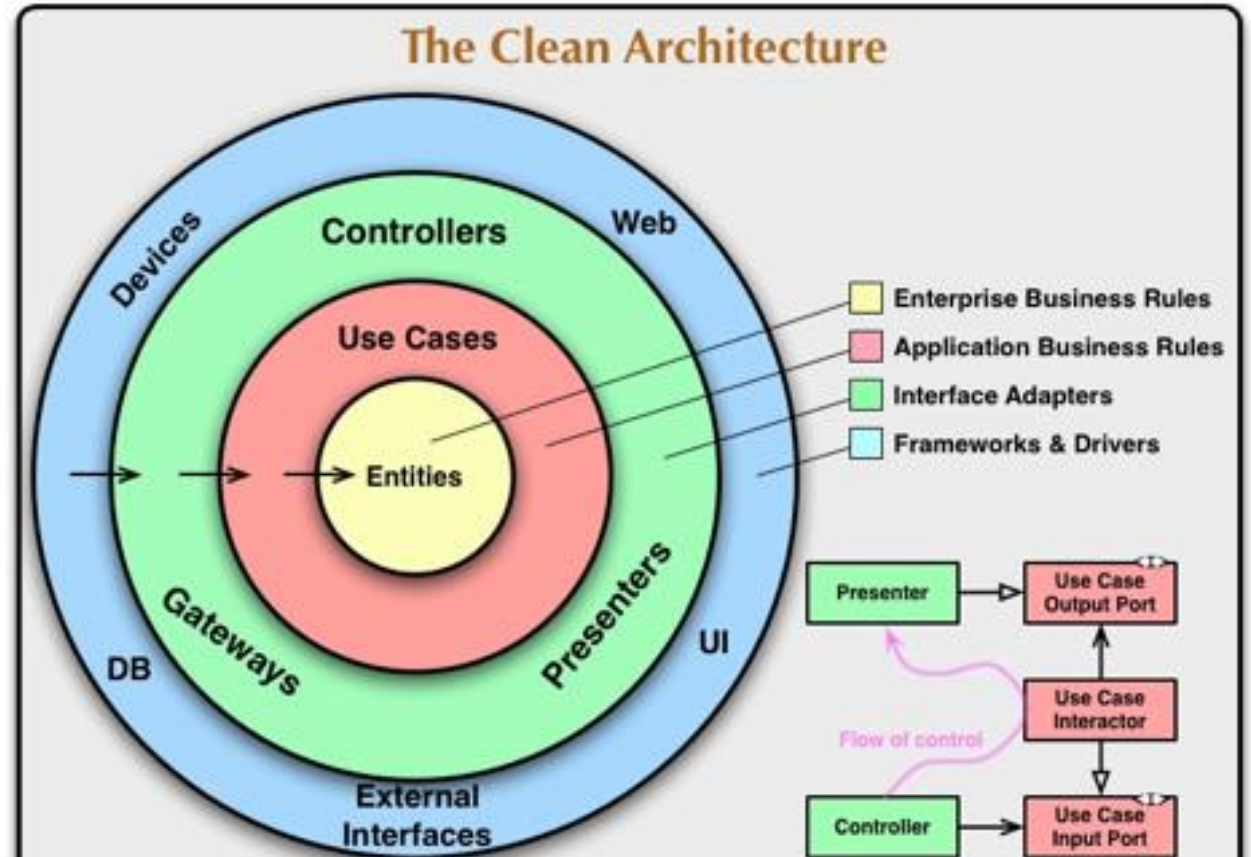 The Clean Architecture
Devices
Controllers
Web
Use Cases
Entities
Gateways
Presenters
DB
UI
External
Interfaces
Enterprise Business Rules
Application Business Rules
Interface Adapters
Frameworks & Drivers
Presenter
Use Case
Output Port
<I>
Use Case
Interactor
Flow of control
Controller
Use Case
Input Port
<I>